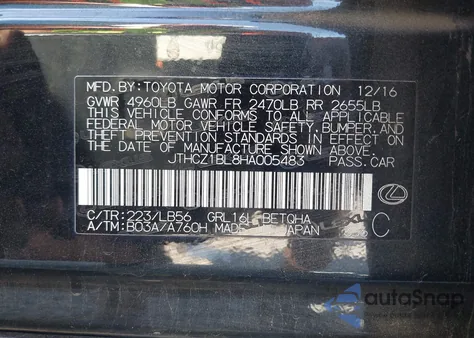 MFD. BY: TOYOTA MOTOR CORPORATION 12/16
GVWR 4960LB GAWR FR 2470LB RR 2655LB
THIS VEHICLE CONFORMS TO ALL APPLICABLE
FEDERAL MOTOR VEHICLE SAFETY, BUMPER, AND
THEFT PREVENTION STANDARDS IN EFFECT ON
THE DATE OF MANUFACTURE SHOWN ABOVE.
JTHCZ1BL8HA005483 PASS. CAR
C/TR: 223/LB56 GRL16L-BETQHA
A/TM: B03A/A760H MADE IN JAPAN
C
autoSnap